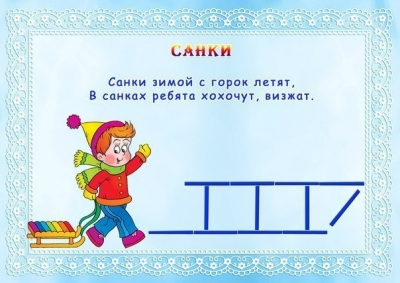 САНКИ
Санки зимой с горок летят,
В санках ребята хохочут, визжат.